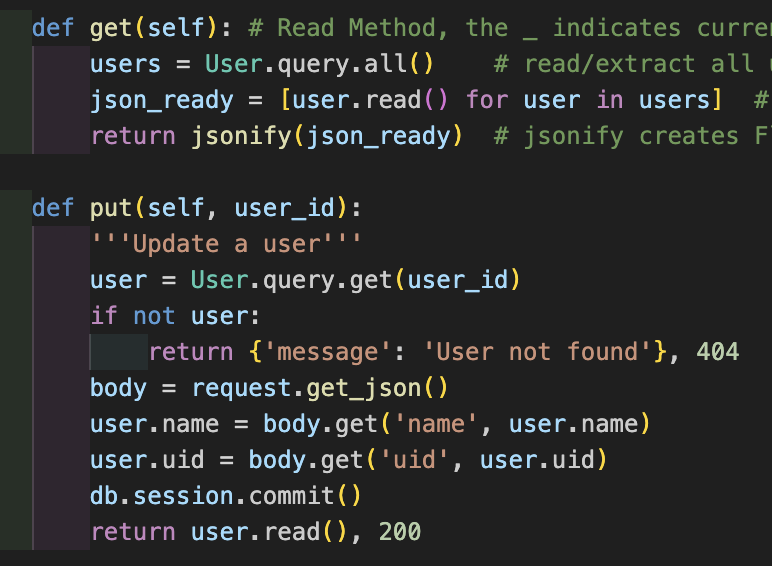 def get(self): # Read Method, the _ indicates
users = User.query.all() # read/extract all
json_ready = [user.read() for user in users] #
return jsonify(json_ready) # jsonify creates
def put(self, user_id):
'''Update a user'''
user = User.query.get(user_id)
if not user:
return {'message': 'User not found'}, 404
body = request.get_json()
user.name = body.get('name', user.name)
user.uid = body.get('uid', user.uid)
db.session.commit()
return user.read(), 200